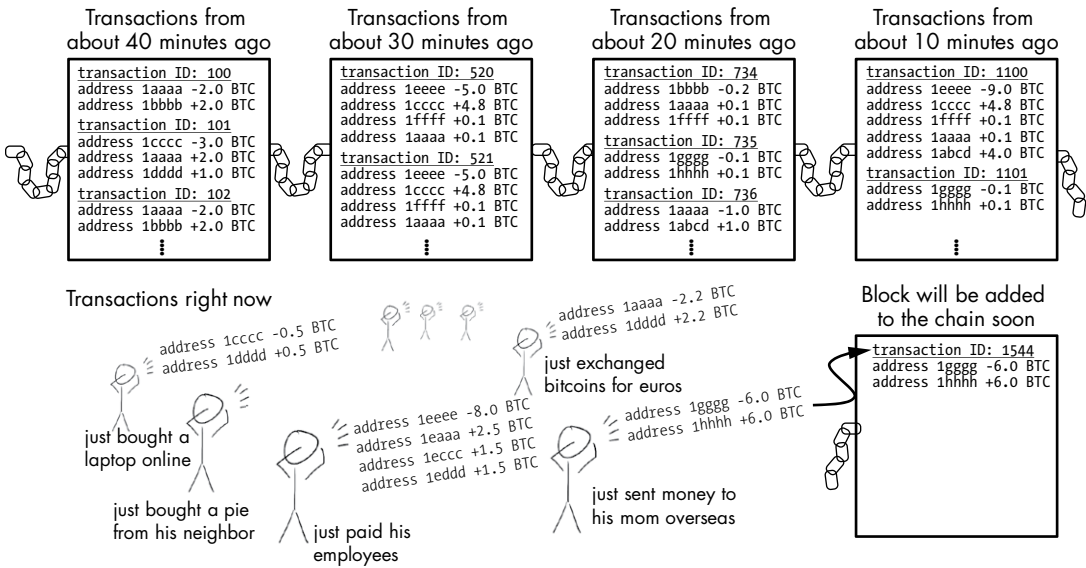 Transactions from
about 40 minutes ago
transaction ID: 100
address 1aaaa -2.0 BTC
address 1bbbb +2.0 BTC
transaction ID: 101
address 1cccc -3.0 BTC
address 1aaaa +2.0 BTC
address 1dddd +1.0 BTC
transaction ID: 102
address 1aaaa -2.0 BTC
address 1bbbb +2.0 BTC
Transactions from
about 30 minutes ago
transaction ID: 520
address 1eeee -5.0 BTC
address 1cccc +4.8 BTC
address 1ffff +0.1 BTC
address 1aaaa +0.1 BTC
transaction ID: 521
address 1eeee -5.0 BTC
address 1cccc +4.8 BTC
address 1ffff +0.1 BTC
address 1aaaa +0.1 BTC
Transactions from
about 20 minutes ago
transaction ID: 734
address 1bbbb -0.2 BTC
address 1aaaa +0.1 BTC
address 1ffff +0.1 BTC
transaction ID: 735
address 1gggg -0.1 BTC
address 1hhhh +0.1 BTC
transaction ID: 736
address 1aaaa -1.0 BTC
address 1abcd +1.0 BTC
Transactions from
about 10 minutes ago
transaction ID: 1100
address 1eeee -9.0 BTC
address 1cccc +4.8 BTC
address 1ffff +0.1 BTC
address 1aaaa +0.1 BTC
address 1abcd +4.0 BTC
transaction ID: 1101
address 1gggg -0.1 BTC
address 1hhhh +0.1 BTC
Transactions right now
address 1cccc -0.5 BTC
address 1dddd +0.5 BTC
just bought a
laptop online
just bought a pie
from his neighbor
address 1eeee -8.0 BTC
address 1eaaa +2.5 BTC
address 1eccc +1.5 BTC
address 1eddd +1.5 BTC
just paid his
employees
address 1aaaa -2.2 BTC
address 1dddd +2.2 BTC
just exchanged
bitcoins for euros
address 1gggg -6.0 BTC
address 1hhhh +6.0 BTC
just sent money to
his mom overseas
Block will be added
to the chain soon
transaction ID: 1544
address 1gggg -6.0 BTC
address 1hhhh +6.0 BTC